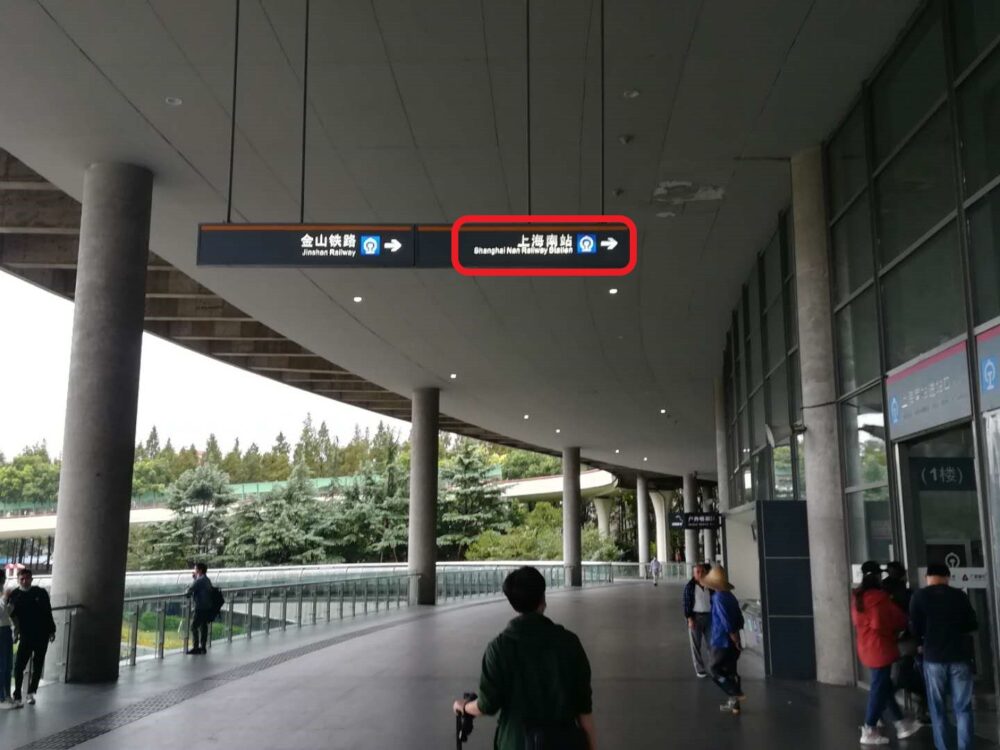 金山铁路
Jinshan Railway
上海南站
Shanghai Nan Railway Station
(1楼)